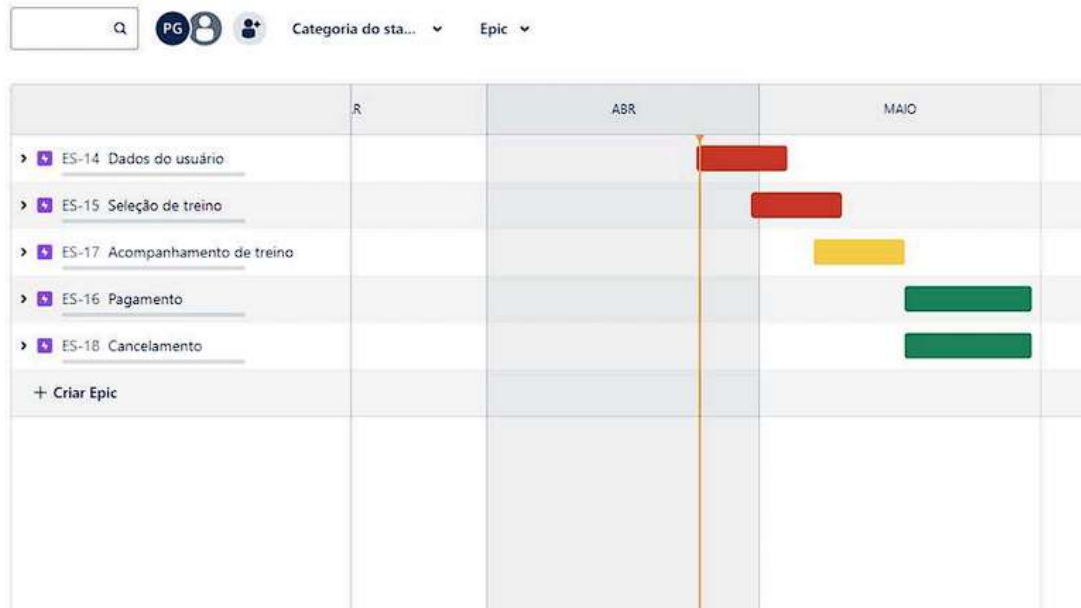 PG Categoria do sta... Epic
R ABR MAIO
ES-14 Dados do usuário
ES-15 Seleção de treino
ES-17 Acompanhamento de treino
ES-16 Pagamento
ES-18 Cancelamento
+ Criar Epic